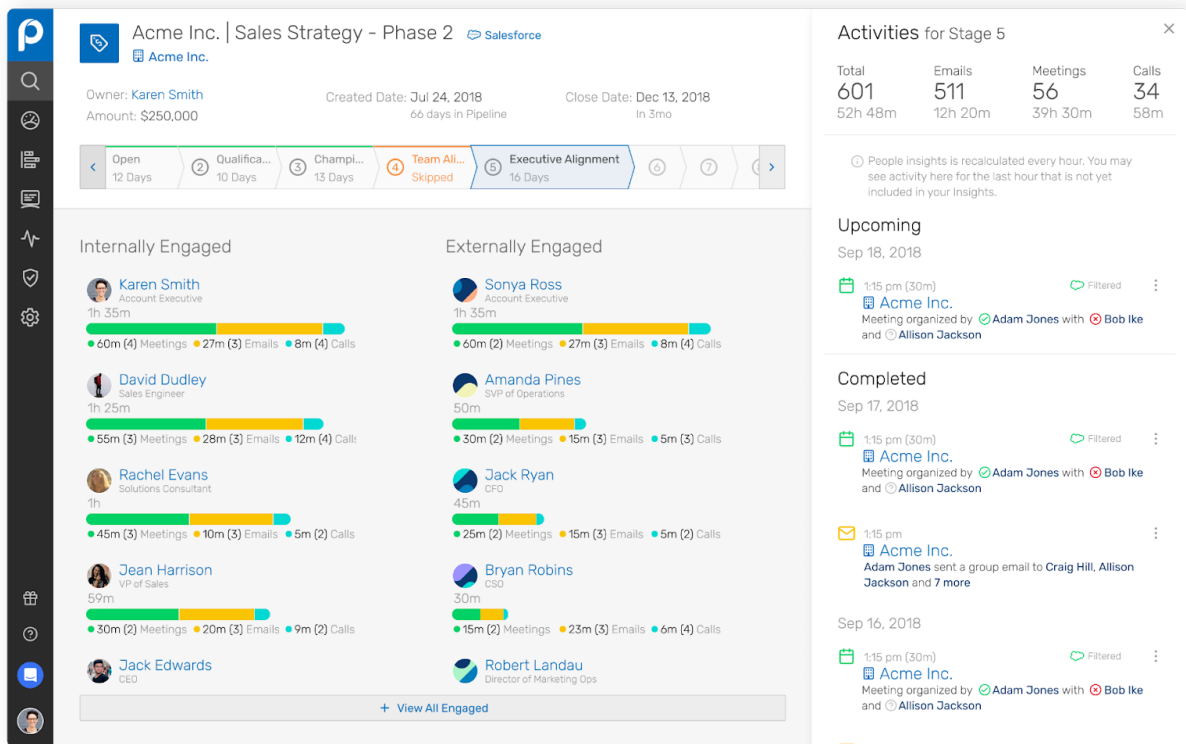 Acme Inc. | Sales Strategy - Phase 2 Salesforce
Acme Inc.
Owner: Karen Smith
Amount: $250,000
Created Date: Jul 24, 2018
66 days in Pipeline
Close Date: Dec 13, 2018
In 3mo
Open
12 Days
2 Qualifica...
10 Days
3 Champi...
13 Days
4 Team Ali...
Skipped
5 Executive Alignment
16 Days
6
7
Internally Engaged
Karen Smith
Account Executive
1h 35m
60m (4) Meetings 27m (3) Emails 8m (4) Calls
David Dudley
Sales Engineer
1h 25m
55m (3) Meetings 28m (3) Emails 12m (4) Calls
Rachel Evans
Solutions Consultant
1h
45m (3) Meetings 10m (3) Emails 5m (2) Calls
Jean Harrison
VP of Sales
59m
30m (2) Meetings 20m (3) Emails 9m (2) Calls
Jack Edwards
CEO
Externally Engaged
Sonya Ross
Account Executive
1h 35m
60m (2) Meetings 27m (3) Emails 8m (4) Calls
Amanda Pines
SVP of Operations
50m
30m (2) Meetings 15m (3) Emails 5m (3) Calls
Jack Ryan
CFO
45m
25m (2) Meetings 15m (3) Emails 5m (2) Calls
Bryan Robins
CSO
30m
15m (2) Meetings 23m (3) Emails 6m (4) Calls
Robert Landau
Director of Marketing Ops
+ View All Engaged
Activities for Stage 5
Total
601
52h 48m
Emails
511
12h 20m
Meetings
56
39h 30m
Calls
34
58m
People insights is recalculated every hour. You may
see activity here for the last hour that is not yet
included in your Insights.
Upcoming
Sep 18, 2018
1:15 pm (30m) Filtered
Acme Inc.
Meeting organized by Adam Jones with Bob Ike
and Allison Jackson
Completed
Sep 17, 2018
1:15 pm (30m) Filtered
Acme Inc.
Meeting organized by Adam Jones with Bob Ike
and Allison Jackson
1:15 pm
Acme Inc.
Adam Jones sent a group email to Craig Hill, Allison
Jackson and 7 more
Sep 16, 2018
1:15 pm (30m) Filtered
Acme Inc.
Meeting organized by Adam Jones with Bob Ike
and Allison Jackson